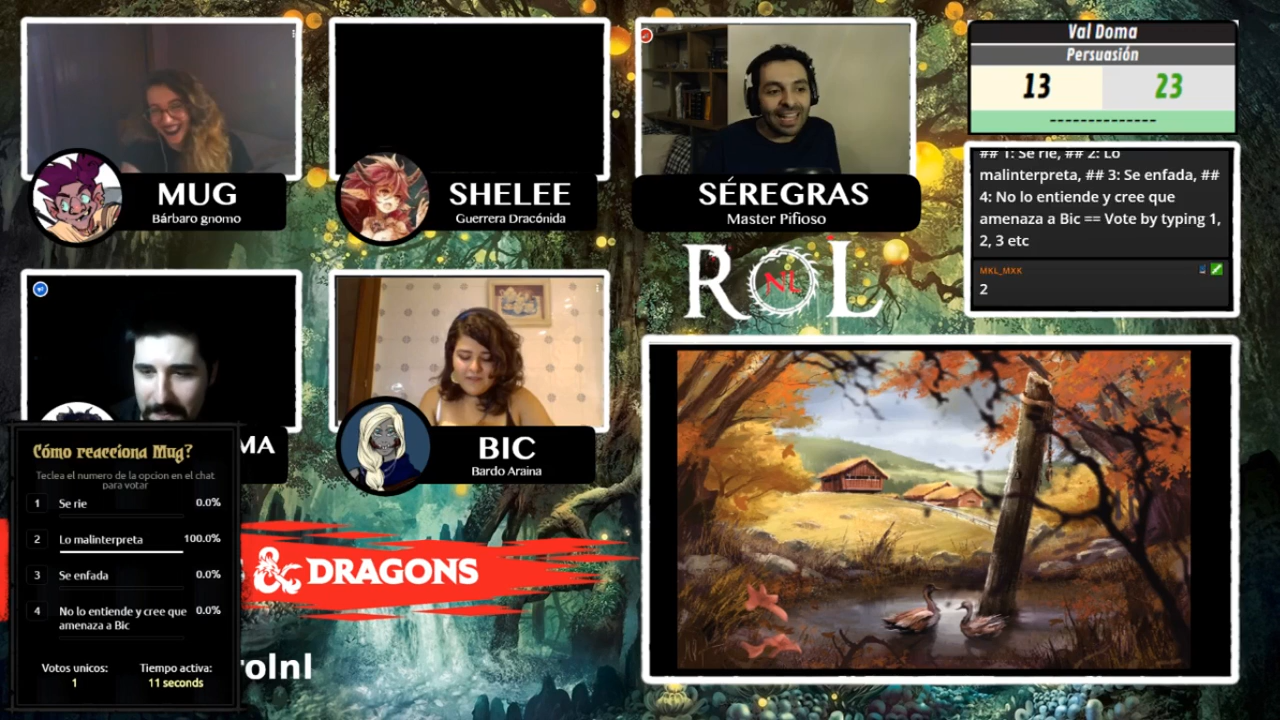 MUG
Bárbaro gnomo
SHELEE
Guerrera Dracónida
SÉREGRAS
Master Pifioso
Val Doma
Persuasión
13 23
--------------
## 1: Se ríe, ## 2: Lo
malinterpreta, ## 3: Se enfada, ##
4: No lo entiende y cree que
amenaza a Bic == Vote by typing 1,
2, 3 etc
MKL_MXK
2
ROL
NL
MA
BIC
Bardo Araina
Cómo reacciona Mug?
Teclea el numero de la opcion en el chat
para votar
1 Se rie 0.0%
2 Lo malinterpreta 100.0%
3 Se enfada 0.0%
4 No lo entiende y cree que 0.0%
amenaza a Bic
Votos unicos: Tiempo activa:
1 11 seconds
& DRAGONS
rolnl